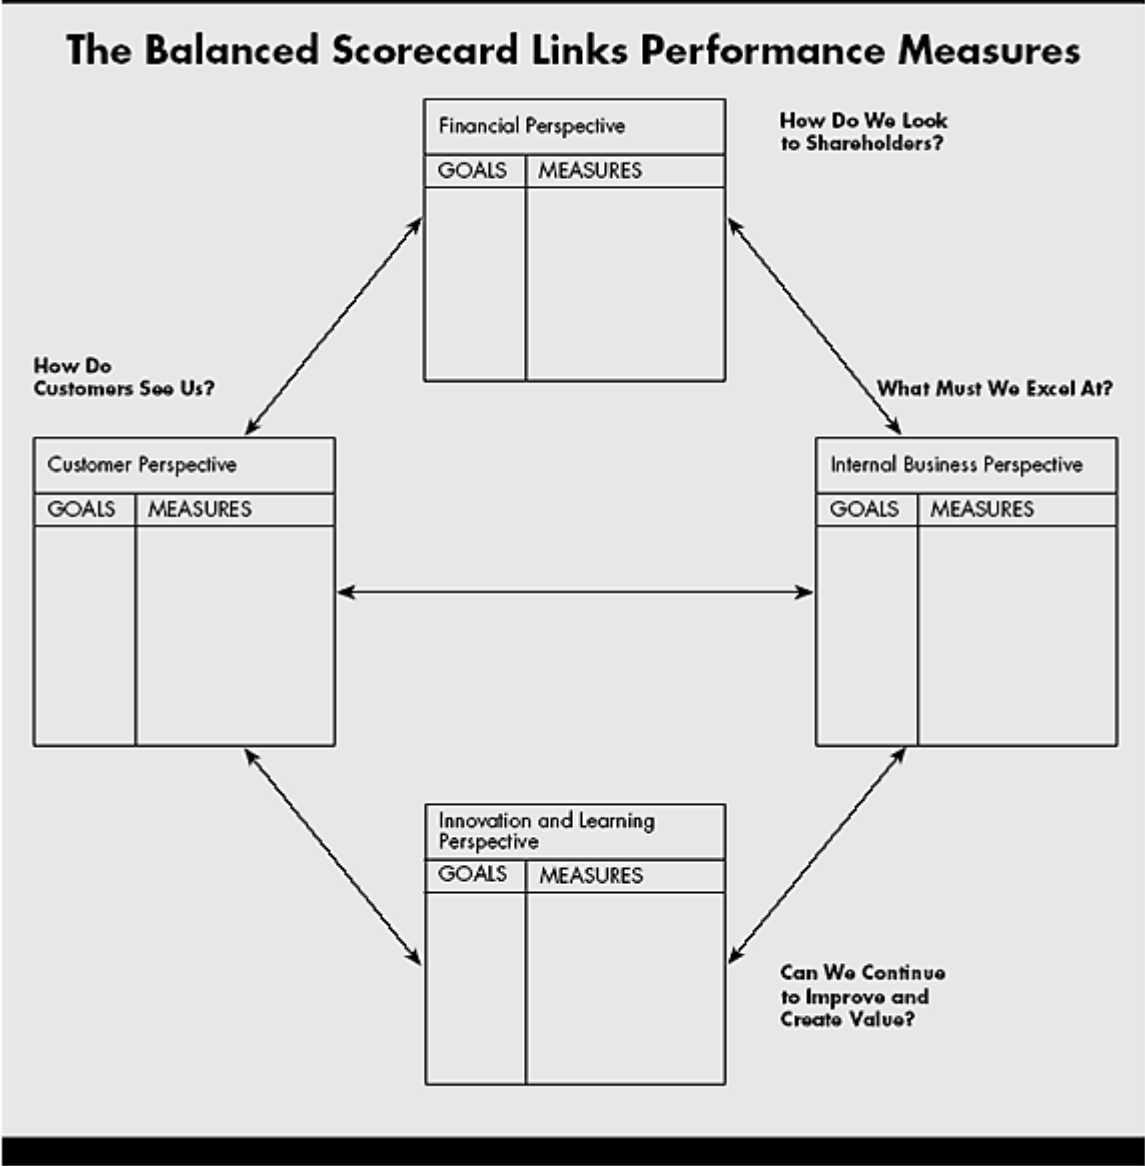 The Balanced Scorecard Links Performance Measures
Financial Perspective
GOALS MEASURES
How Do We Look
to Shareholders?
How Do
Customers See Us?
What Must We Excel At?
Customer Perspective
GOALS MEASURES
Internal Business Perspective
GOALS MEASURES
Innovation and Learning
Perspective
GOALS MEASURES
Can We Continue
to Improve and
Create Value?